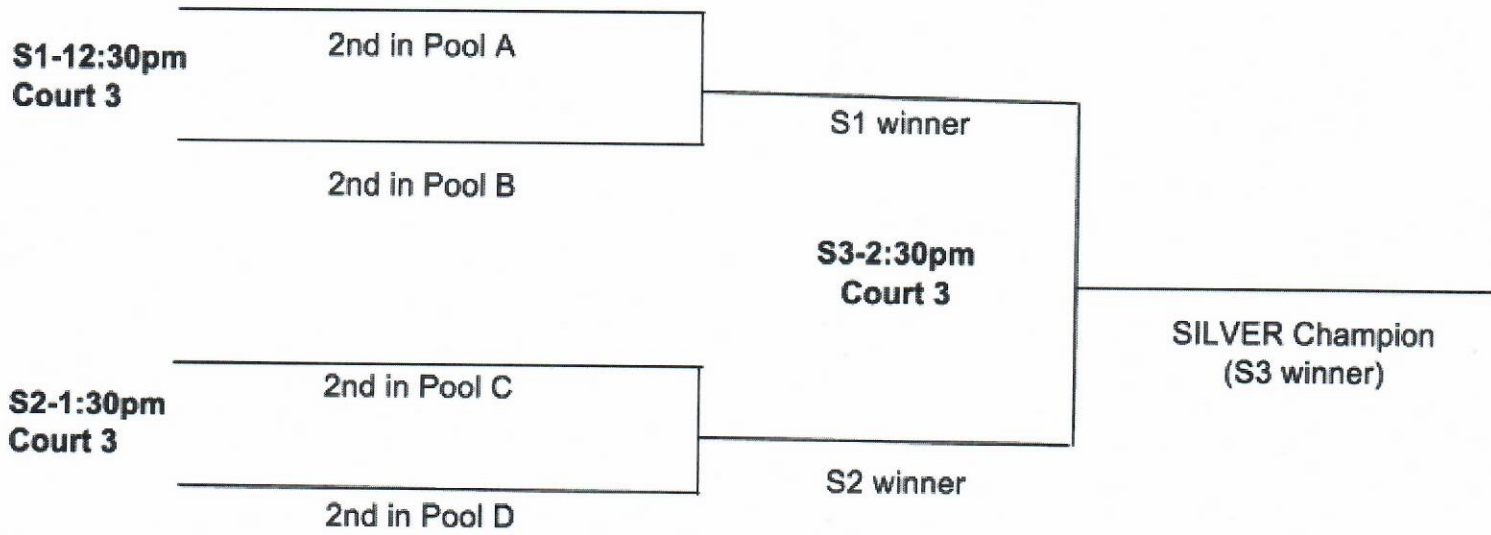 2nd in Pool A
S1-12:30pm
Court 3
S1 winner
2nd in Pool B
S3-2:30pm
Court 3
SILVER Champion
(S3 winner)
2nd in Pool C
S2-1:30pm
Court 3
S2 winner
2nd in Pool D